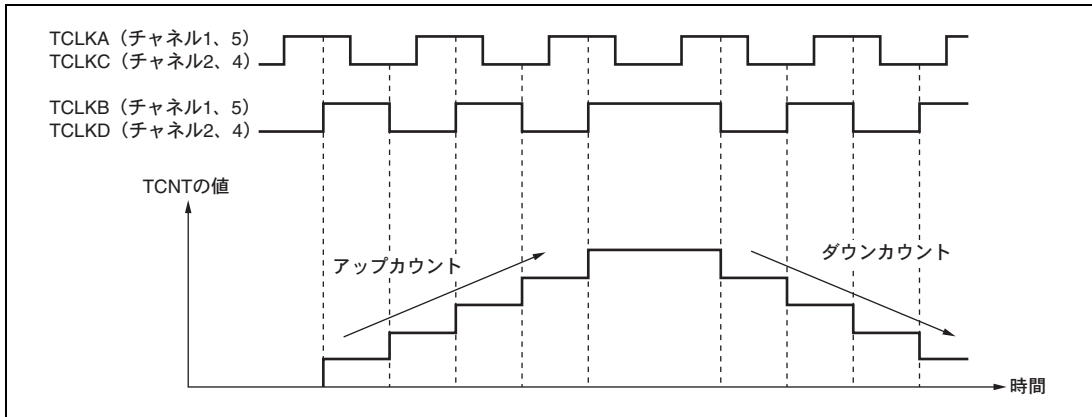 TCLKA（チャネル1、5）
TCLKC（チャネル2、4）
TCLKB（チャネル1、5）
TCLKD（チャネル2、4）
TCNTの値
アップカウント
ダウンカウント
時間